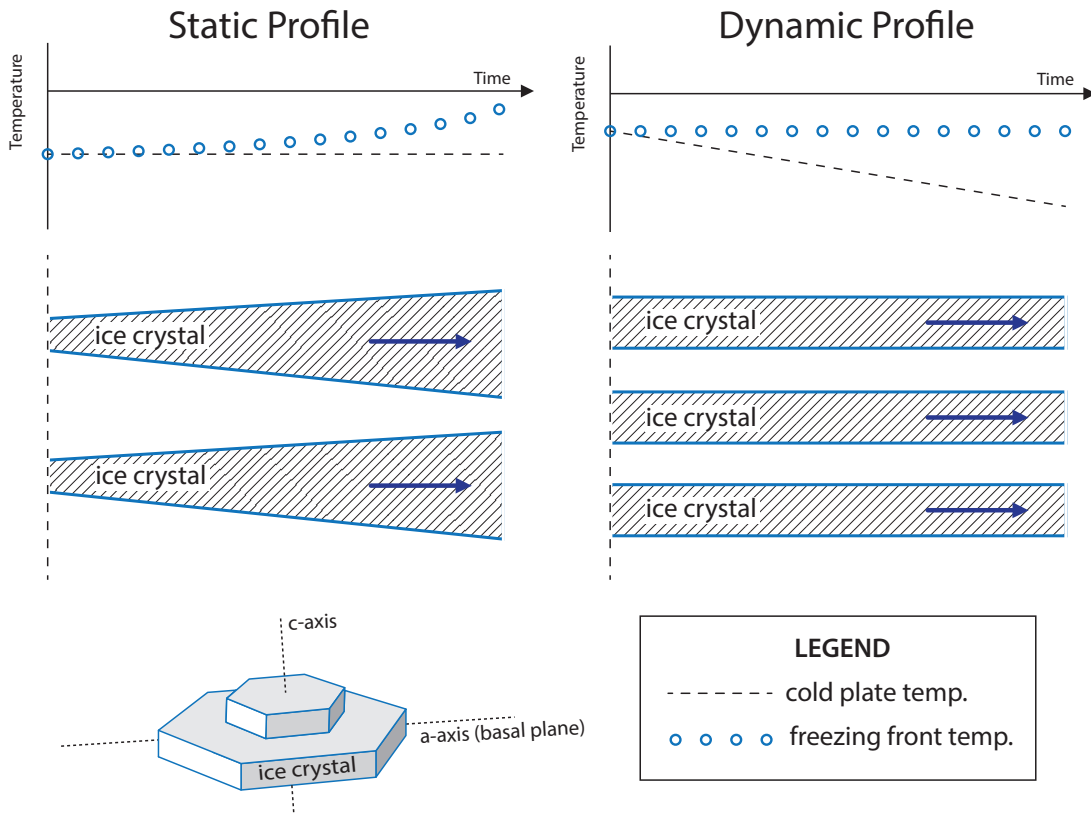 Static Profile
Dynamic Profile
Temperature
Time
Temperature
Time
ice crystal
ice crystal
ice crystal
ice crystal
ice crystal
c-axis
a-axis (basal plane)
ice crystal
LEGEND
cold plate temp.
freezing front temp.